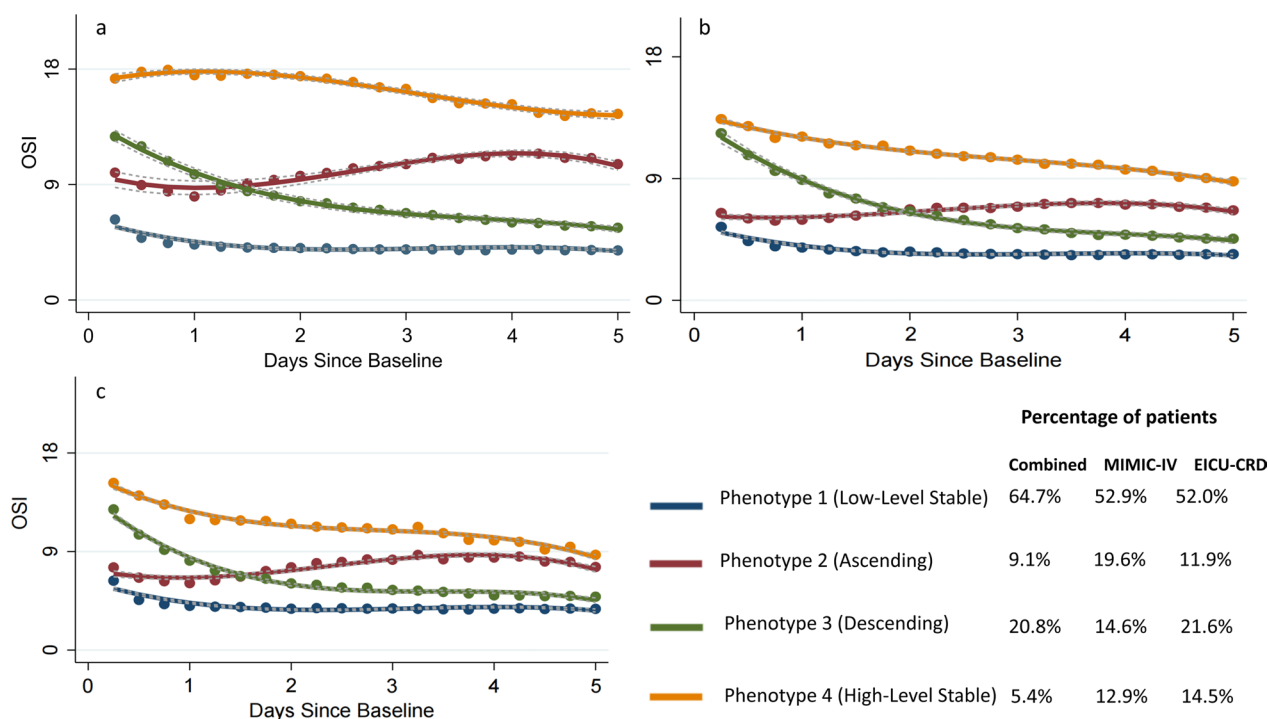 a
18
9
0
OSI
0 1 2 3 4 5
Days Since Baseline
b
18
9
0
0 1 2 3 4 5
Days Since Baseline
c
18
9
0
OSI
0 1 2 3 4 5
Days Since Baseline
Percentage of patients
Combined MIMIC-IV EICU-CRD
Phenotype 1 (Low-Level Stable) 64.7% 52.9% 52.0%
Phenotype 2 (Ascending) 9.1% 19.6% 11.9%
Phenotype 3 (Descending) 20.8% 14.6% 21.6%
Phenotype 4 (High-Level Stable) 5.4% 12.9% 14.5%